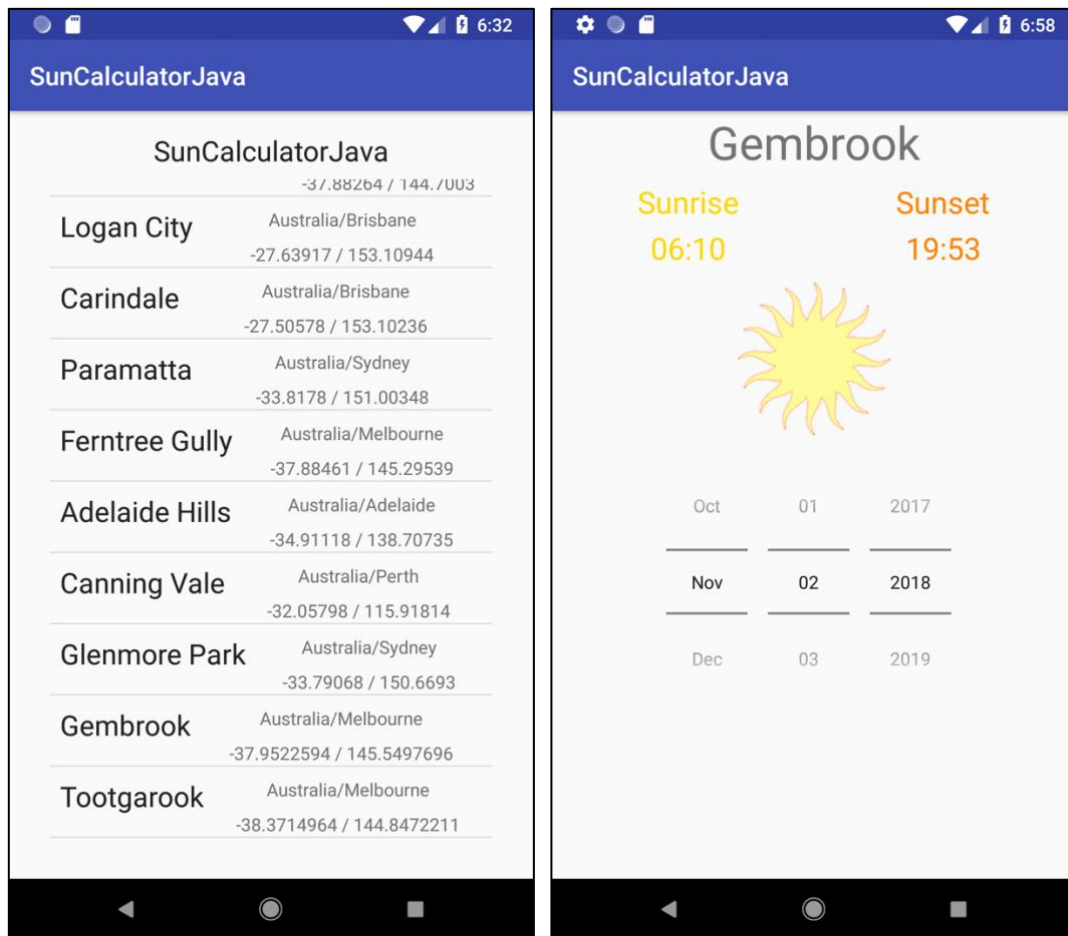 6:32
SunCalculatorJava
SunCalculatorJava
-37.88264 / 144.7003
Logan City
Australia/Brisbane
-27.63917 / 153.10944
Carindale
Australia/Brisbane
-27.50578 / 153.10236
Paramatta
Australia/Sydney
-33.8178 / 151.00348
Ferntree Gully
Australia/Melbourne
-37.88461 / 145.29539
Adelaide Hills
Australia/Adelaide
-34.91118 / 138.70735
Canning Vale
Australia/Perth
-32.05798 / 115.91814
Glenmore Park
Australia/Sydney
-33.79068 / 150.6693
Gembrook
Australia/Melbourne
-37.9522594 / 145.5497696
Tootgarook
Australia/Melbourne
-38.3714964 / 144.8472211
6:58
SunCalculatorJava
Gembrook
Sunrise Sunset
06:10 19:53
Oct 01 2017
Nov 02 2018
Dec 03 2019